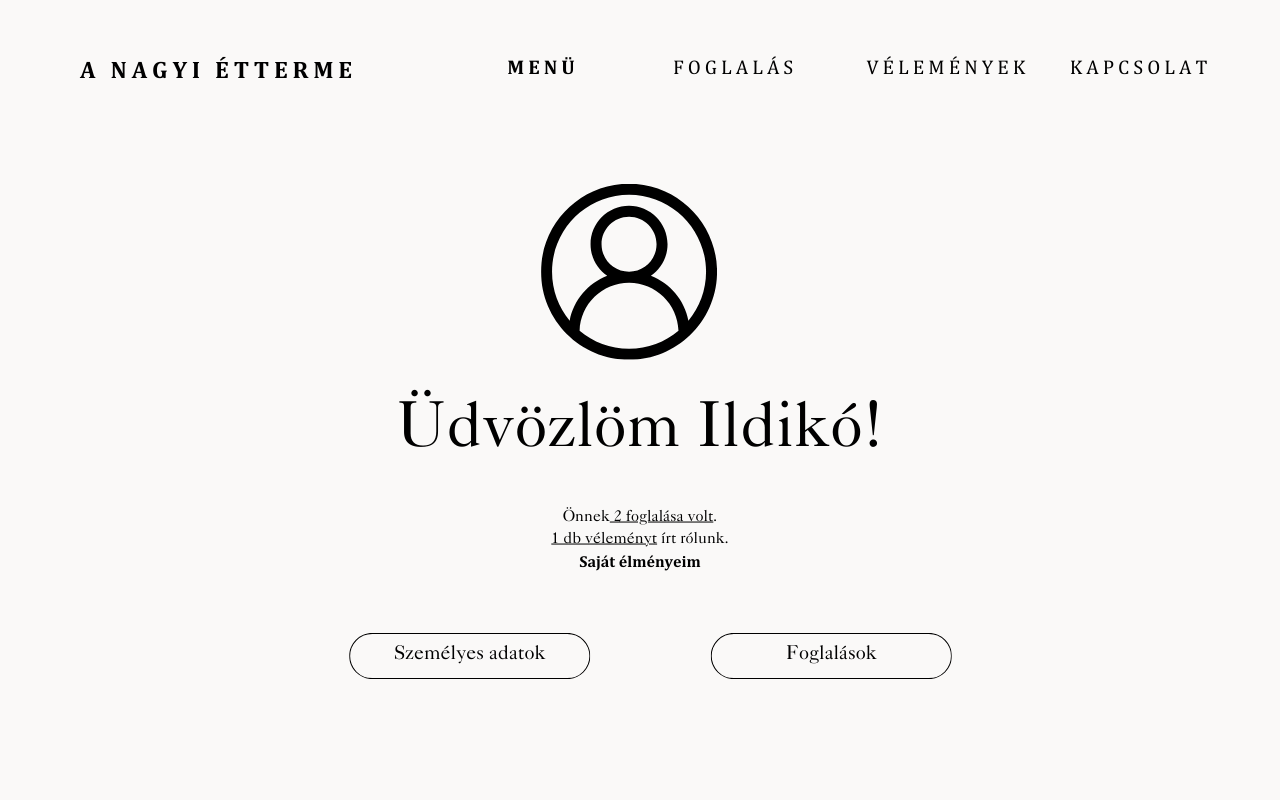 A NAGYI ÉTTERME
MENÜ
FOGLALÁS
VÉLEMÉNYEK
KAPCSOLAT
Üdvözlöm Ildikó!
Önnek 2 foglalása volt.
1 db véleményt írt rólunk.
Saját élményeim
Személyes adatok
Foglalások